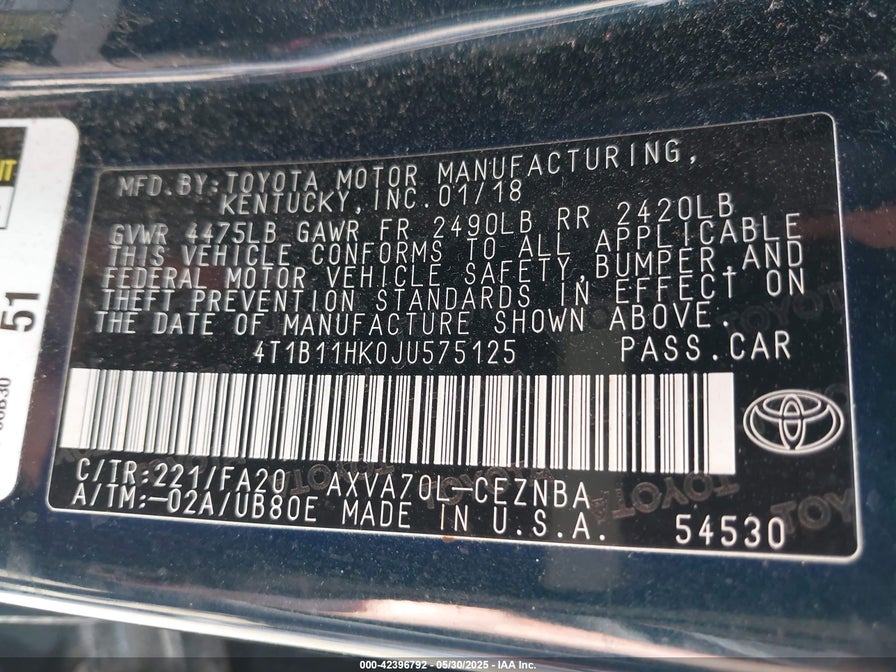 MFD.BY:TOYOTA MOTOR MANUFACTURING,
KENTUCKY,INC.01/18
GVWR 4475LB GAWR FR 2490LB RR 2420LB
THIS VEHICLE CONFORMS TO ALL APPLICABLE
FEDERAL MOTOR VEHICLE SAFETY,BUMPER,AND
THEFT PREVENTION STANDARDS IN EFFECT ON
THE DATE OF MANUFACTURE SHOWN ABOVE.
4T1B11HK0JU575125 PASS.CAR
C/TR:221/FA20 AXVA70L-CEZNBA
A/TM:-02A/UB80E MADE IN U.S.A. 54530
TOYOTA
TOYOTA
TOYOTA
51
000-42396792 - 05/30/2025 - IAA Inc.